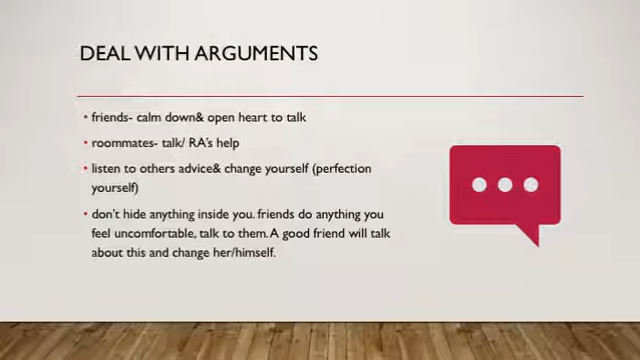 DEAL WITH ARGUMENTS
• friends- calm down& open heart to talk
• roommates- talk/ RA's help
• listen to others advice& change yourself (perfection
yourself)
• don't hide anything inside you. friends do anything you
feel uncomfortable, talk to them. A good friend will talk
about this and change her/himself.